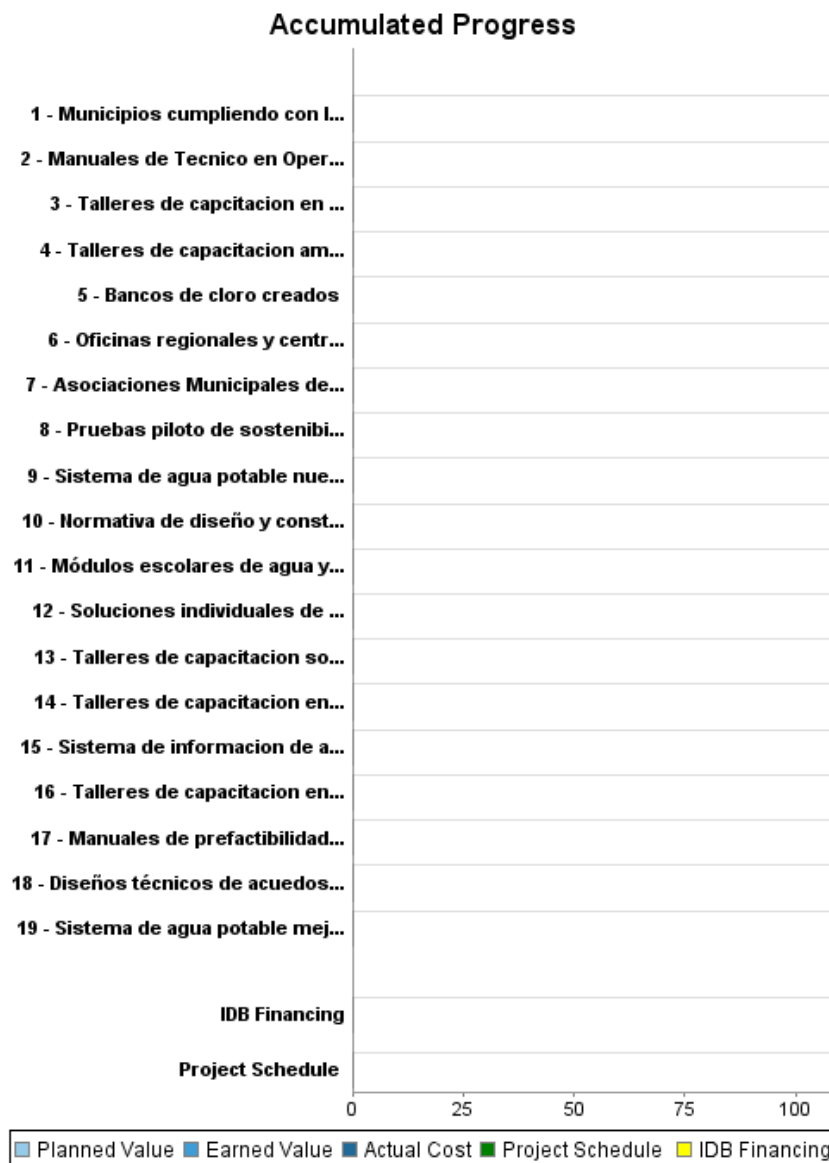 Accumulated Progress
1 - Municipios cumpliendo con l...
2 - Manuales de Tecnico en Oper...
3 - Talleres de capcitacion en ...
4 - Talleres de capacitacion am...
5 - Bancos de cloro creados
6 - Oficinas regionales y centr...
7 - Asociaciones Municipales de...
8 - Pruebas piloto de sostenibi...
9 - Sistema de agua potable nue...
10 - Normativa de diseño y const...
11 - Módulos escolares de agua y...
12 - Soluciones individuales de ...
13 - Talleres de capacitacion so...
14 - Talleres de capacitacion en...
15 - Sistema de informacion de a...
16 - Talleres de capacitacion en...
17 - Manuales de prefactibilidad...
18 - Diseños técnicos de acuedos...
19 - Sistema de agua potable mej...
IDB Financing
Project Schedule
0 25 50 75 100
Planned Value Earned Value Actual Cost Project Schedule IDB Financing